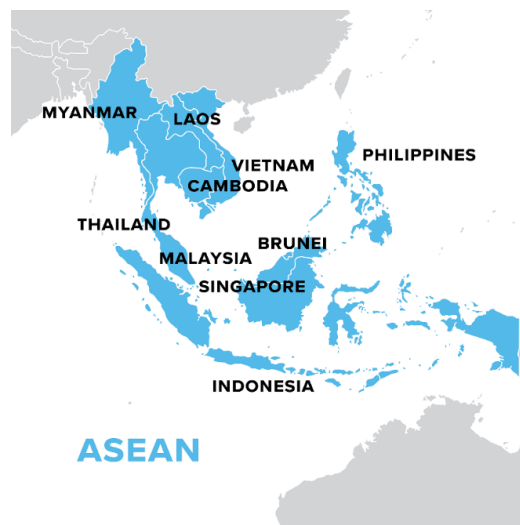 MYANMAR
LAOS
VIETNAM
PHILIPPINES
CAMBODIA
THAILAND
BRUNEI
MALAYSIA
SINGAPORE
INDONESIA
ASEAN